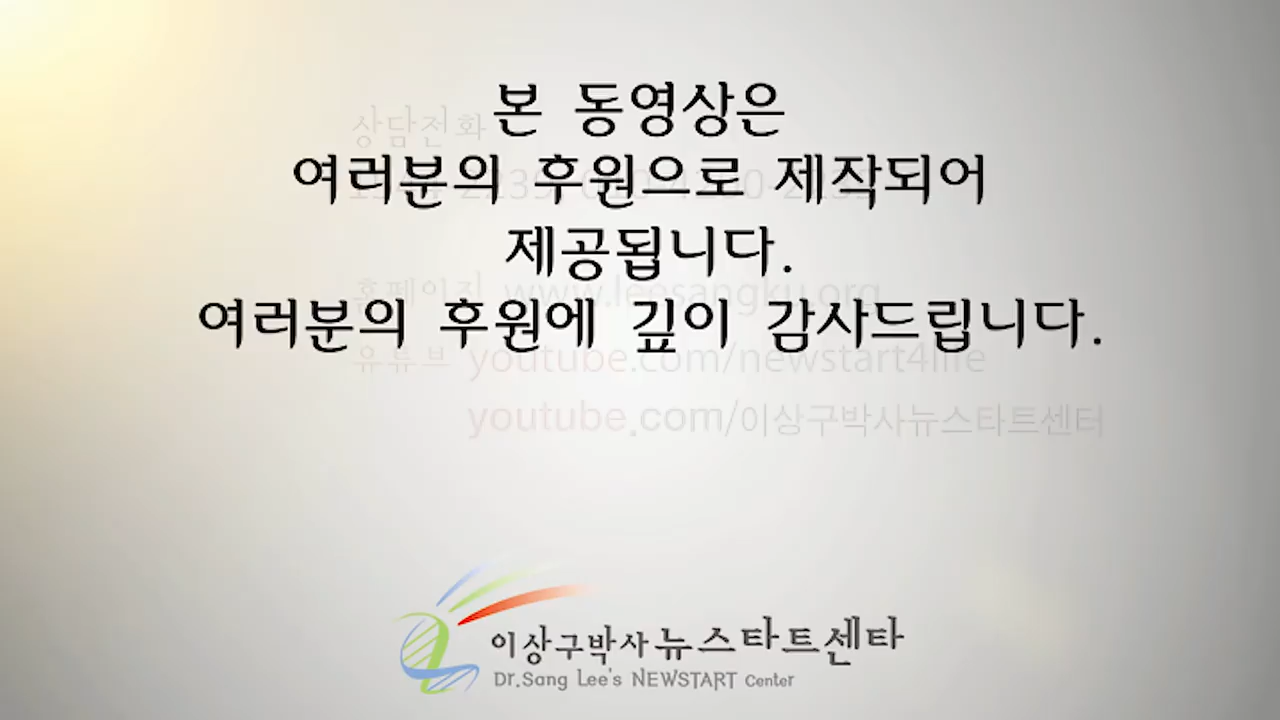 본 동영상은
여러분의 후원으로 제작되어
제공됩니다.
여러분의 후원에 깊이 감사드립니다.
상담전화
홈페이지 www.leesangku.org
유튜브 youtube.com/newstart4life
youtube.com/이상구박사뉴스타트센터
이상구박사 뉴스타트센타
Dr.Sang Lee's NEWSTART Center